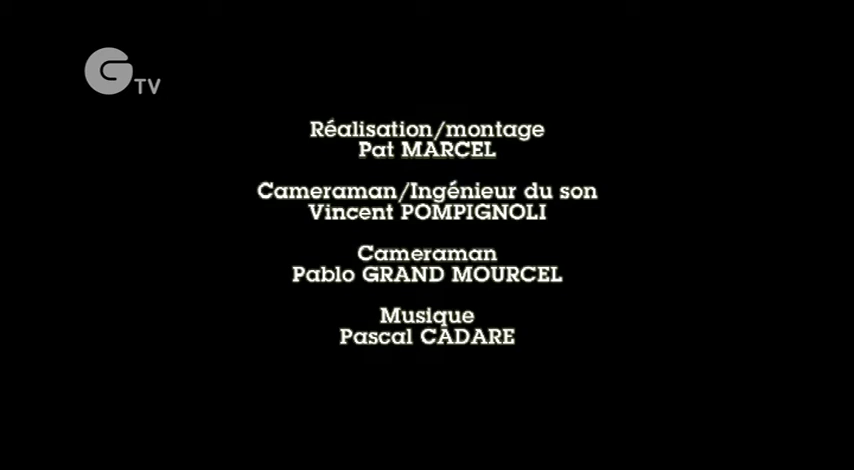 G TV
Réalisation/montage
Pat MARCEL
Cameraman/Ingénieur du son
Vincent POMPIGNOLI
Cameraman
Pablo GRAND MOURCEL
Musique
Pascal CADARE